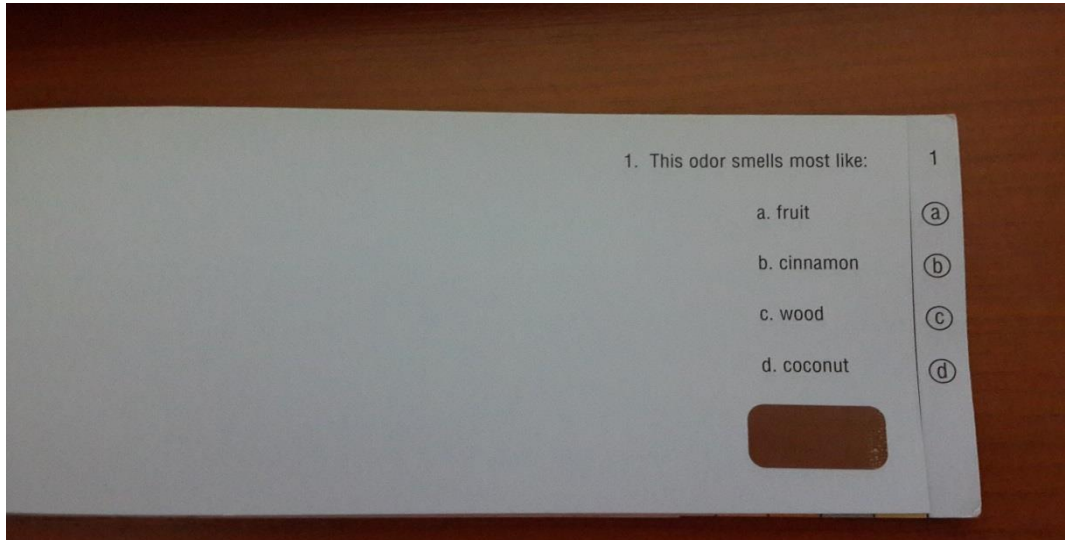 1. This odor smells most like: 1
a. fruit a
b. cinnamon b
c. wood c
d. coconut d